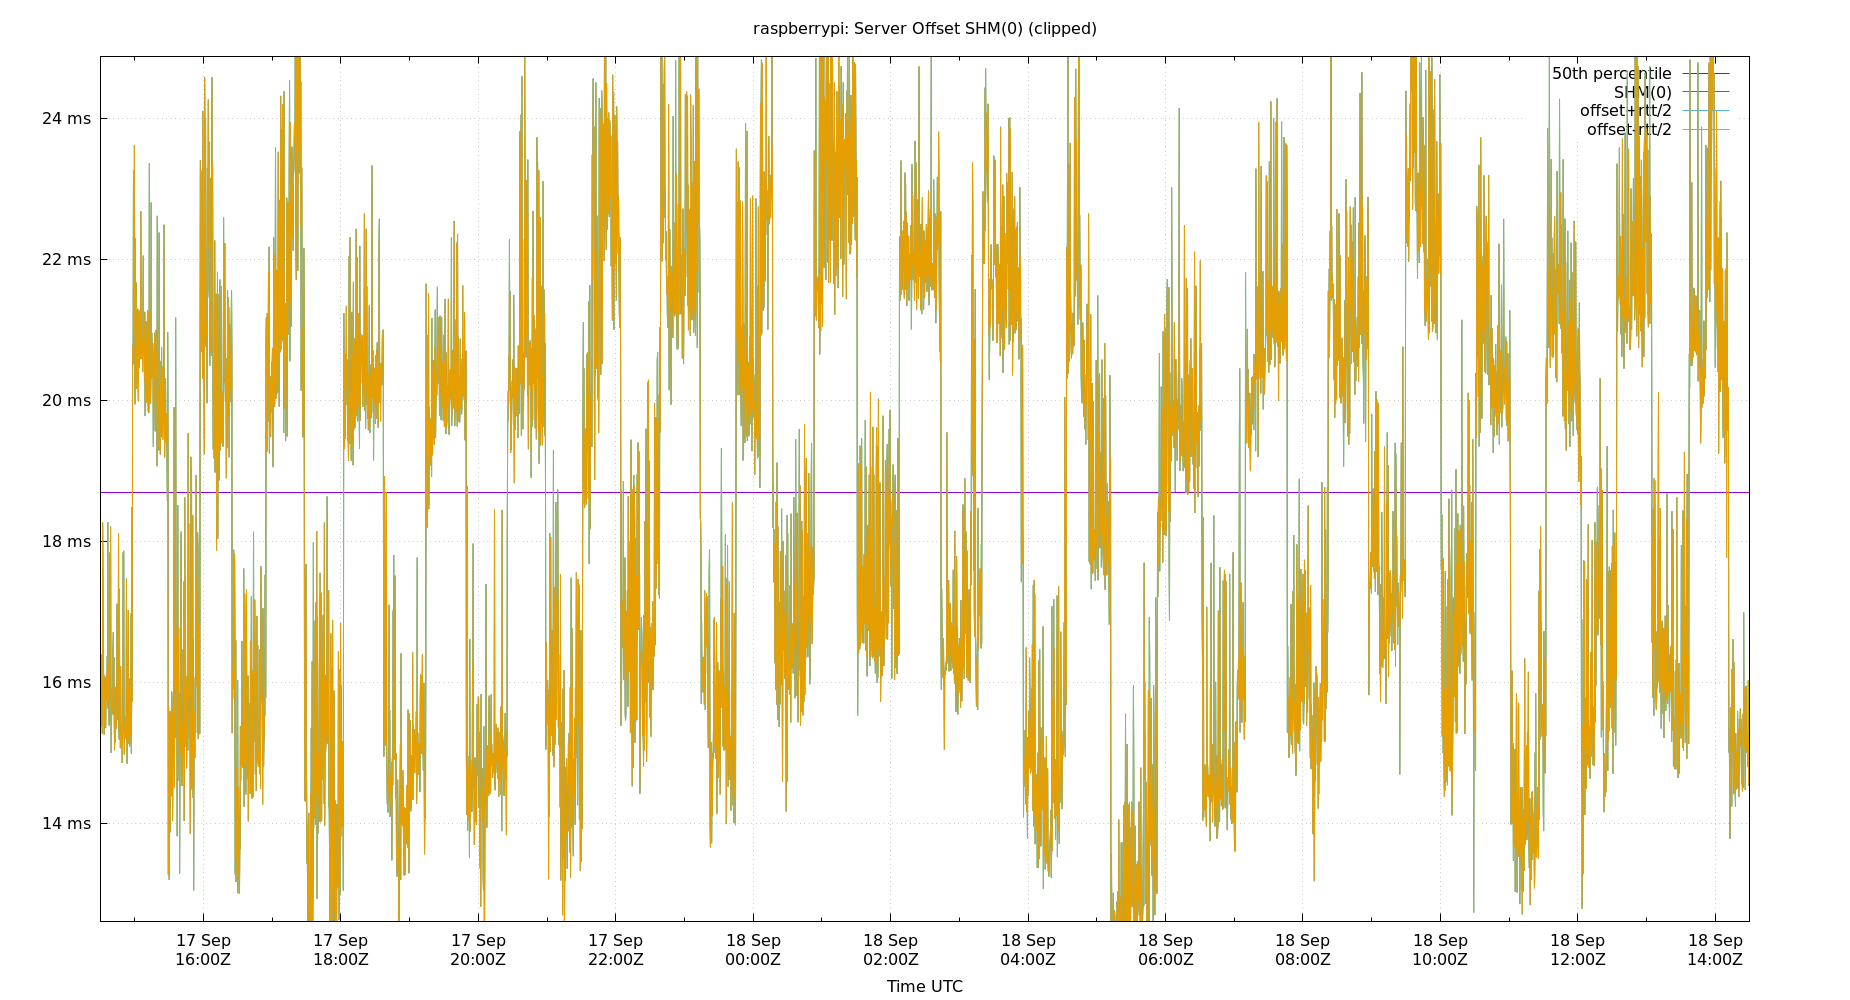 raspberrypi: Server Offset SHM(0) (clipped)
50th percentile
SHM(0)
offset+rtt/2
offset-rtt/2
24 ms
22 ms
20 ms
18 ms
16 ms
14 ms
17 Sep 17 Sep 17 Sep 17 Sep 18 Sep 18 Sep 18 Sep 18 Sep 18 Sep 18 Sep 18 Sep 18 Sep
16:00Z 18:00Z 20:00Z 22:00Z 00:00Z 02:00Z 04:00Z 06:00Z 08:00Z 10:00Z 12:00Z 14:00Z
Time UTC